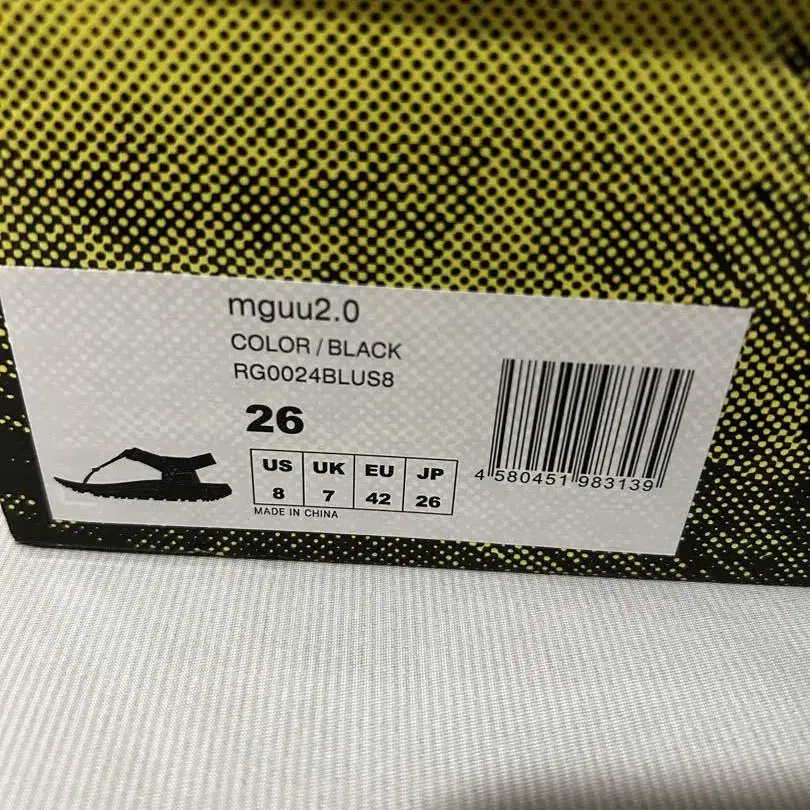 mguu2.0
COLOR / BLACK
RG0024BLUS8
26
US UK EU JP
8 7 42 26
MADE IN CHINA
4 580451 983139